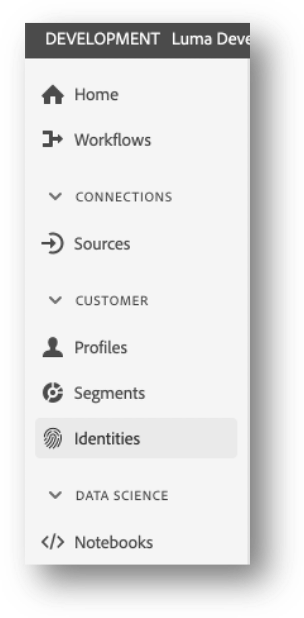 DEVELOPMENT Luma Deve
Home
Workflows
CONNECTIONS
Sources
CUSTOMER
Profiles
Segments
Identities
DATA SCIENCE
Notebooks